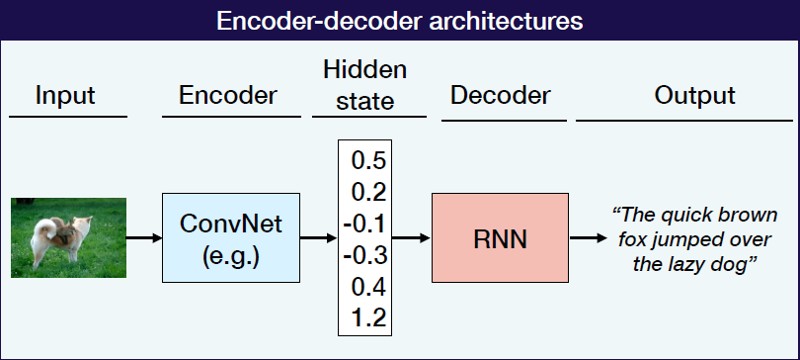 Encoder-decoder architectures
Input
Encoder
Hidden
state
Decoder
Output
ConvNet
(e.g.)
0.5
0.2
-0.1
-0.3
0.4
1.2
RNN
“The quick brown
fox jumped over
the lazy dog”